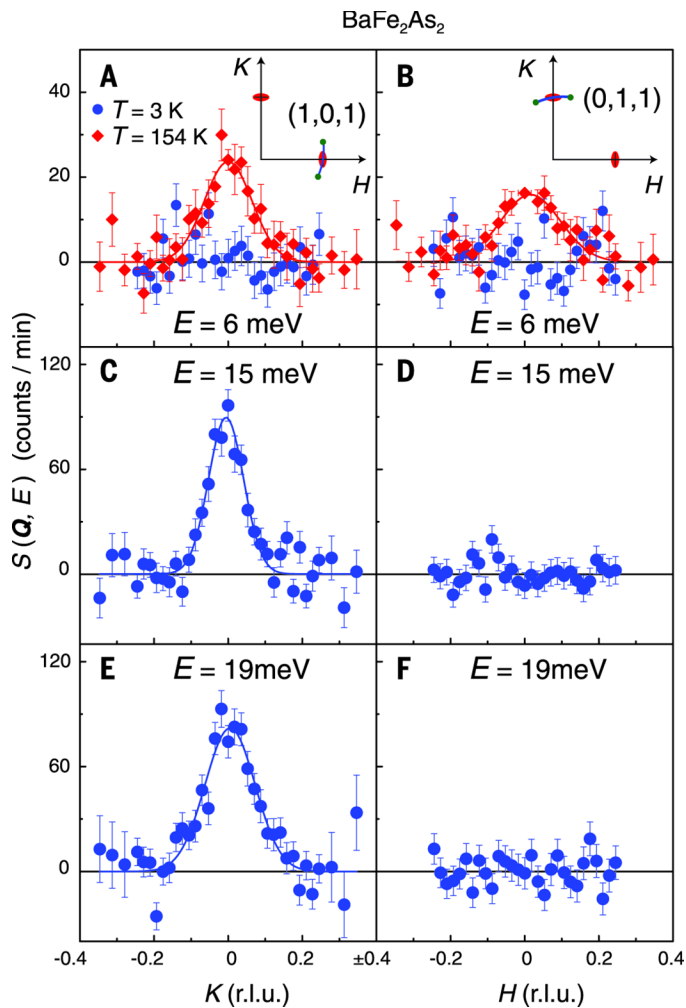 BaFe₂As₂
S(Q, E) (counts / min)
A
T = 3 K
T = 154 K
K
(1,0,1)
H
E = 6 meV
40
20
0
B
K
(0,1,1)
H
E = 6 meV
C
E = 15 meV
120
60
0
D
E = 15 meV
E
E = 19meV
120
60
0
F
E = 19meV
-0.4
-0.2
0
0.2
±0.4
-0.2
0
0.2
0.4
K (r.l.u.)
H (r.l.u.)